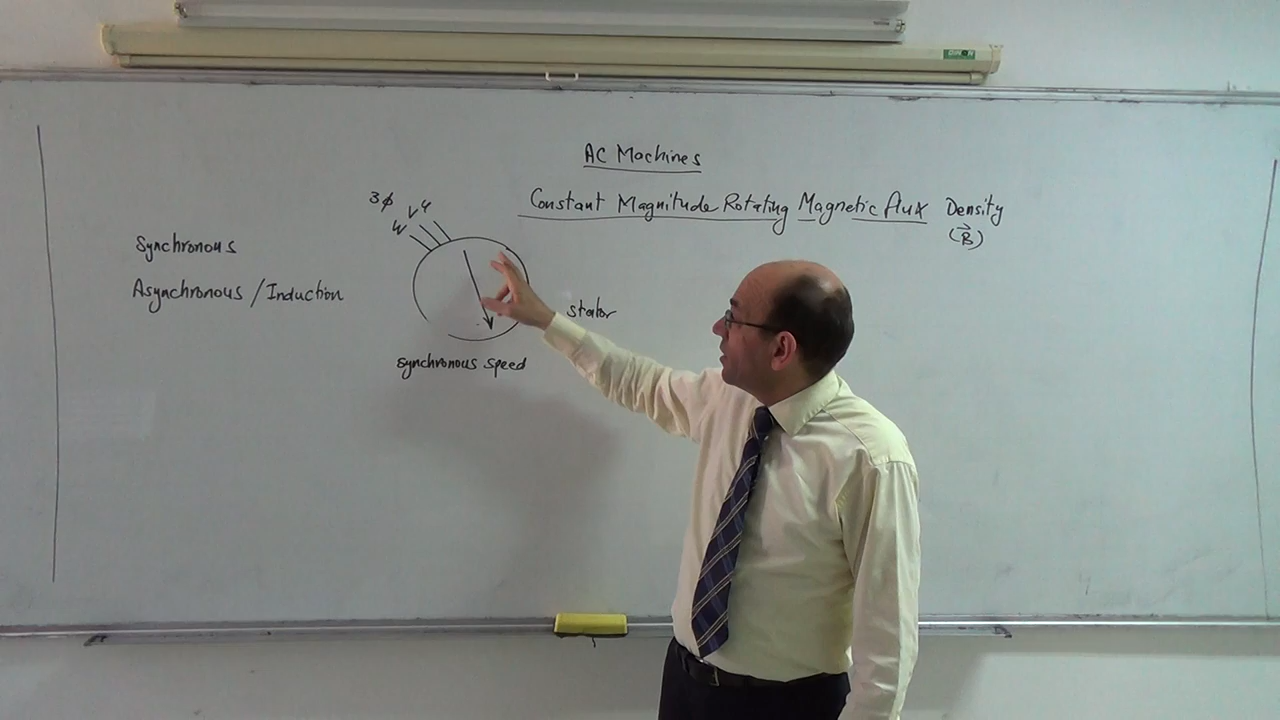 AC Machines
Constant Magnitude Rotating Magnetic flux Density
(B⃗)
3ϕ
W V U
Synchronous
Asynchronous / Induction
stator
synchronous speed